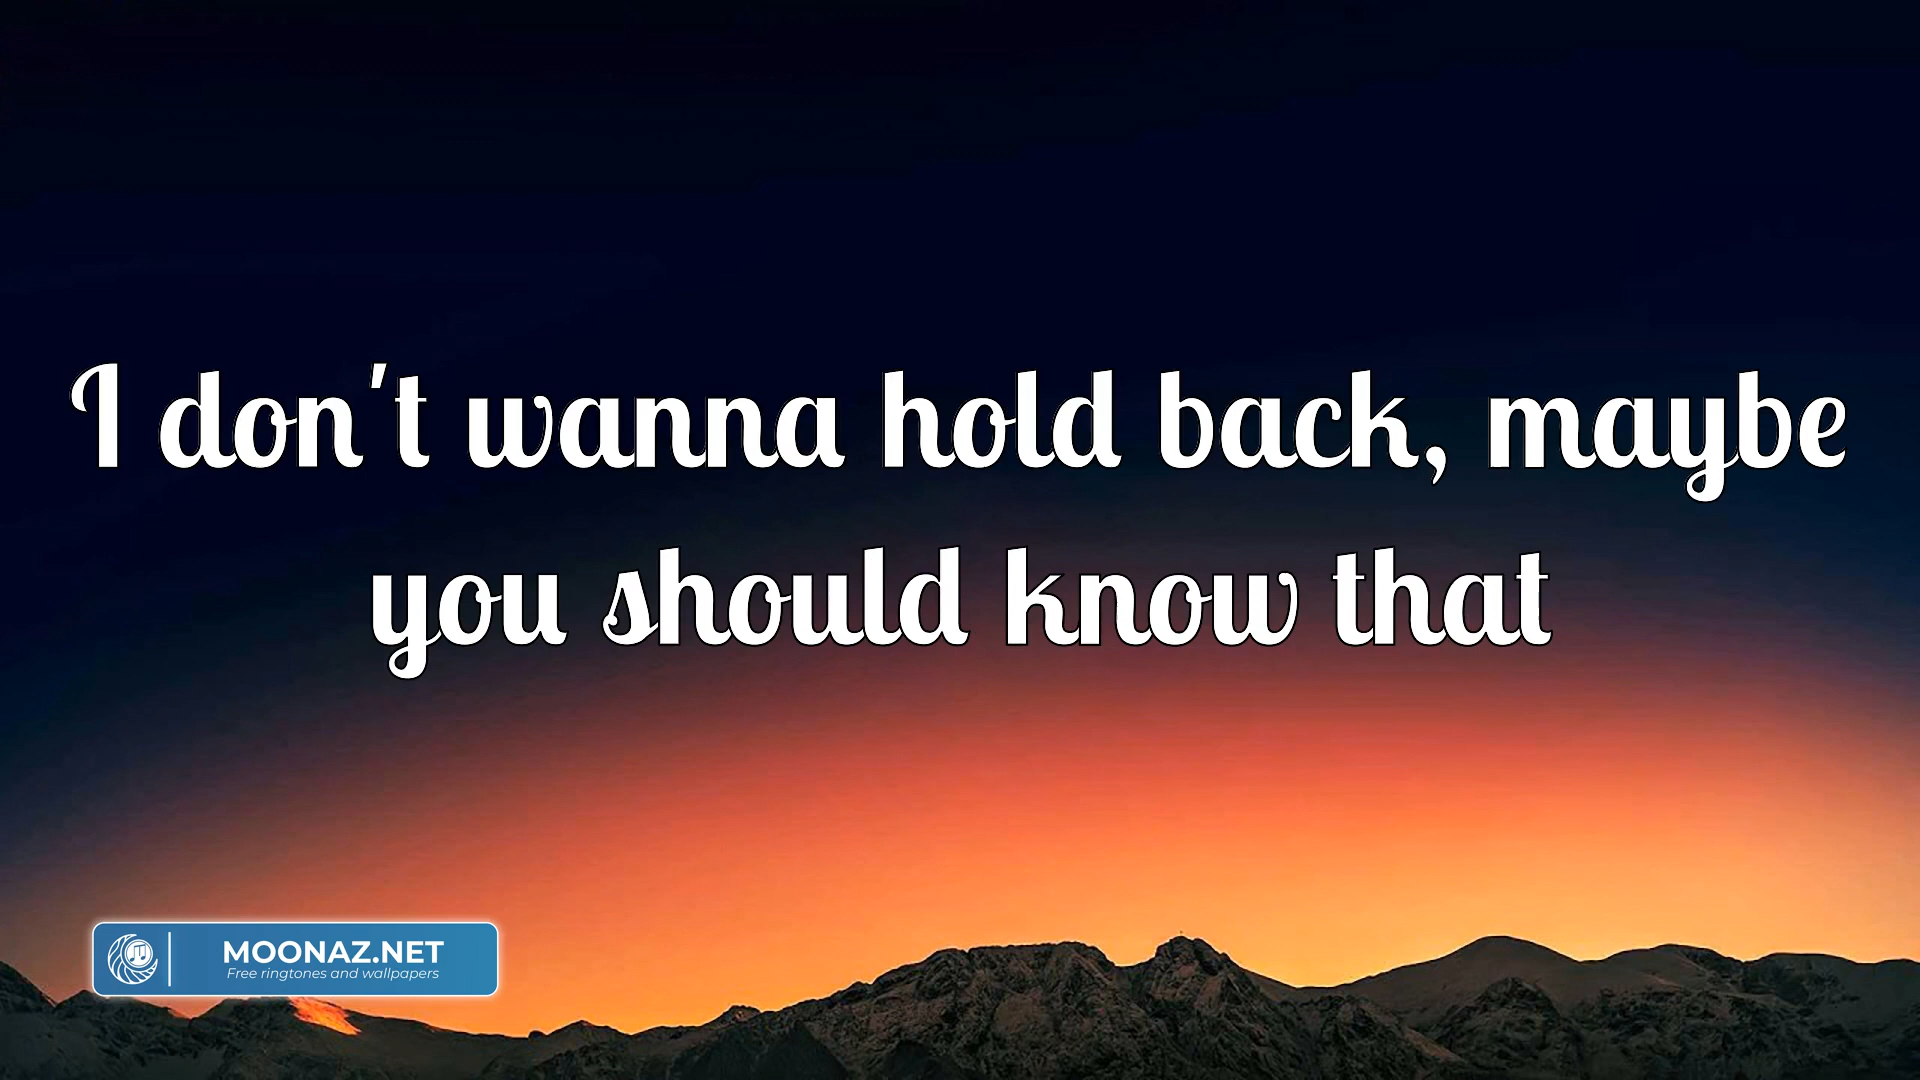 I don't wanna hold back, maybe
you should know that
MOONAZ.NET
Free ringtones and wallpapers